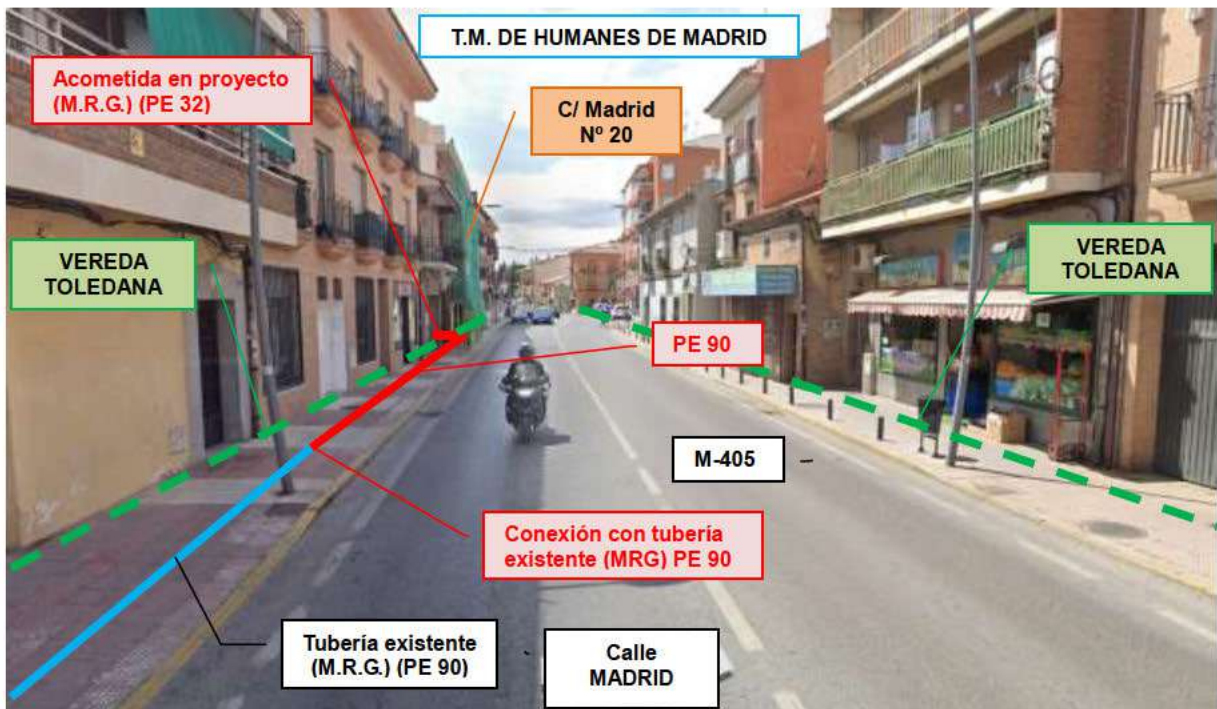 T.M. DE HUMANES DE MADRID
Acometida en proyecto
(M.R.G.) (PE 32)
C/ Madrid
Nº 20
VEREDA
TOLEDANA
VEREDA
TOLEDANA
PE 90
M-405
Conexión con tubería
existente (MRG) PE 90
Tubería existente
(M.R.G.) (PE 90)
Calle
MADRID